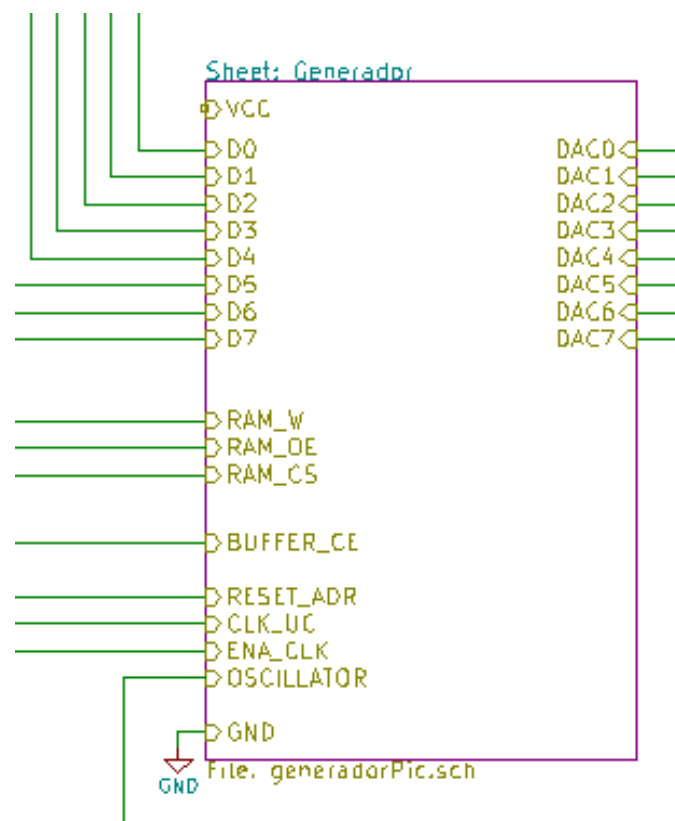 Sheet: Generador
VCC
D0 DAC0
D1 DAC1
D2 DAC2
D3 DAC3
D4 DAC4
D5 DAC5
D6 DAC6
D7 DAC7
RAM_W
RAM_OE
RAM_CS
BUFFER_CE
RESET_ADR
CLK_UC
ENA_CLK
OSCILLATOR
GND
GND
File: generadorPic.sch